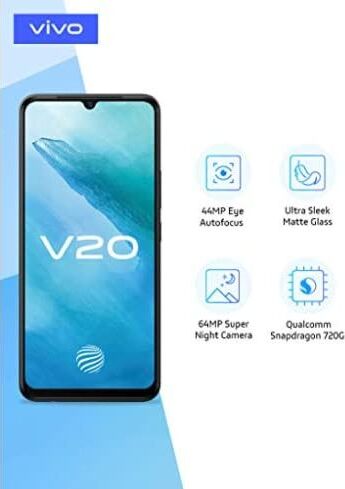 vivo
V20
44MP Eye
Autofocus
Ultra Sleek
Matte Glass
64MP Super
Night Camera
Qualcomm
Snapdragon 720G